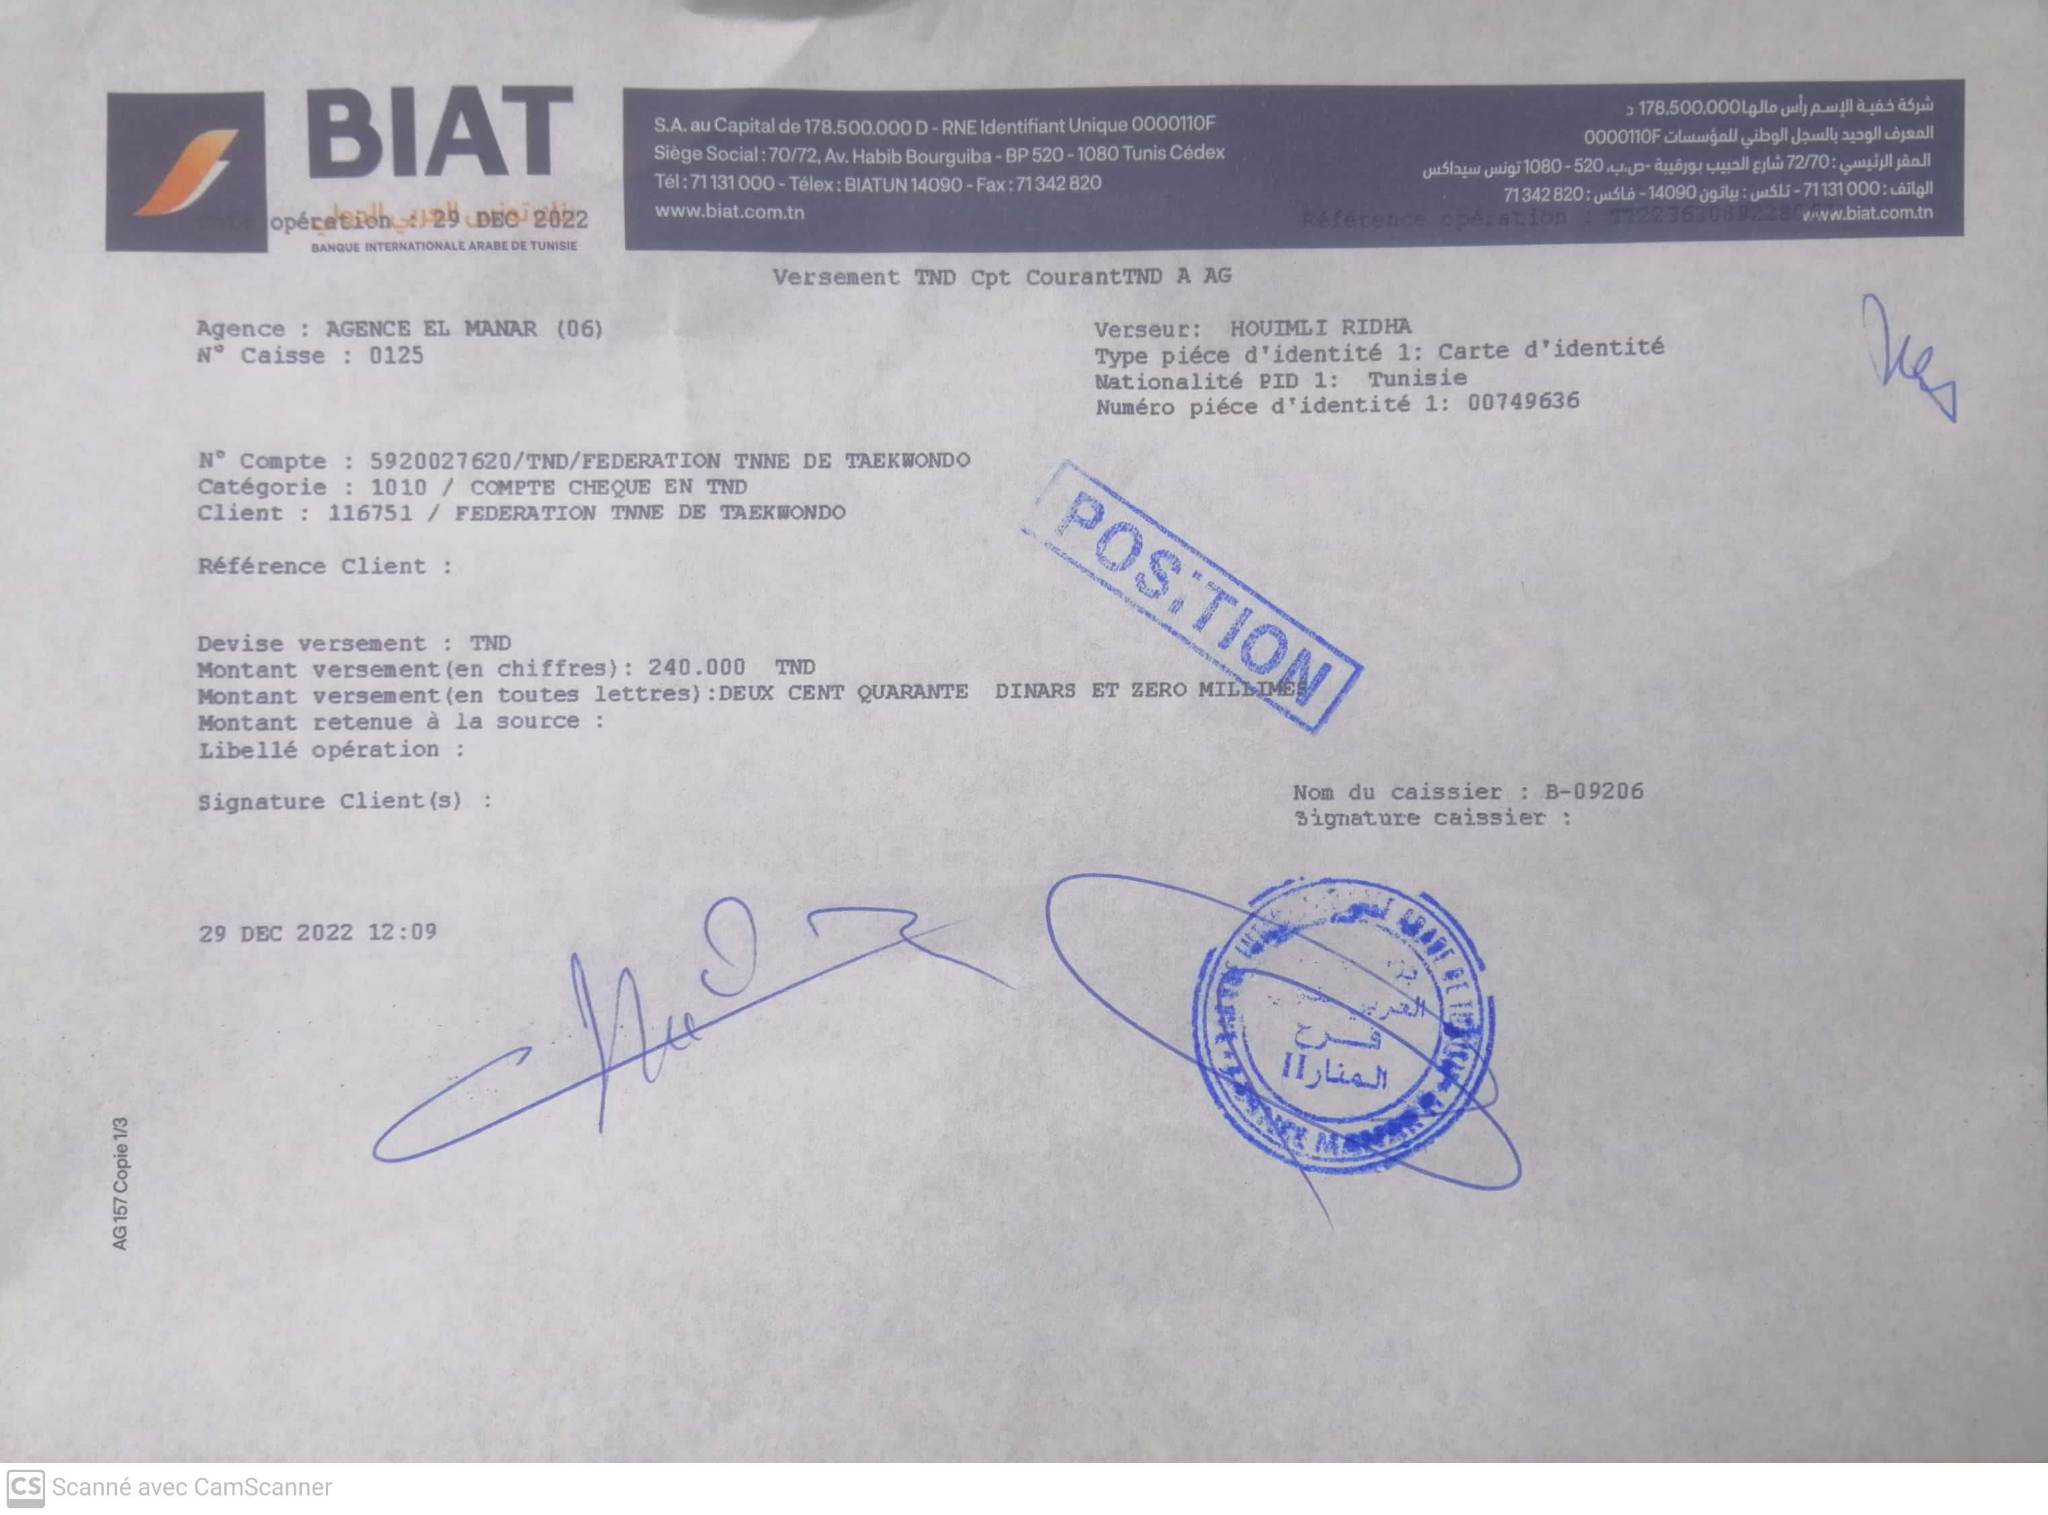 BIAT
بنك تونس العربي الدولي
BANQUE INTERNATIONALE ARABE DE TUNISIE
S.A. au Capital de 178.500.000 D - RNE Identifiant Unique 0000110F
Siège Social : 70/72, Av. Habib Bourguiba - BP 520 - 1080 Tunis Cédex
Tél : 71 131 000 - Télex : BIATUN 14090 - Fax : 71 342 820
www.biat.com.tn
شركة خفية الإسم رأس مالها 178.500.000 د
المعرف الوحيد بالسجل الوطني للمؤسسات 0000110F
المقر الرئيسي : 72/70 شارع الحبيب بورقيبة -ص.ب. 520 - 1080 تونس سيداكس
الهاتف : 000 131 71 - تلكس : بياتون 14090 - فاكس : 820 342 71
www.biat.com.tn
opération : 29 DEC 2022
Référence opération :
Versement TND Cpt CourantTND A AG
Agence : AGENCE EL MANAR (06)
N° Caisse : 0125
Verseur: HOUIMLI RIDHA
Type piéce d'identité 1: Carte d'identité
Nationalité PID 1: Tunisie
Numéro piéce d'identité 1: 00749636
N° Compte : 5920027620/TND/FEDERATION TNNE DE TAEKWONDO
Catégorie : 1010 / COMPTE CHEQUE EN TND
Client : 116751 / FEDERATION TNNE DE TAEKWONDO
Référence Client :
POSITION
Devise versement : TND
Montant versement(en chiffres): 240.000 TND
Montant versement(en toutes lettres):DEUX CENT QUARANTE DINARS ET ZERO MILLIMES
Montant retenue à la source :
Libellé opération :
Signature Client(s) :
Nom du caissier : B-09206
Signature caissier :
29 DEC 2022 12:09
فرع
المنار II
AG 157 Copie 1/3
CS Scanné avec CamScanner